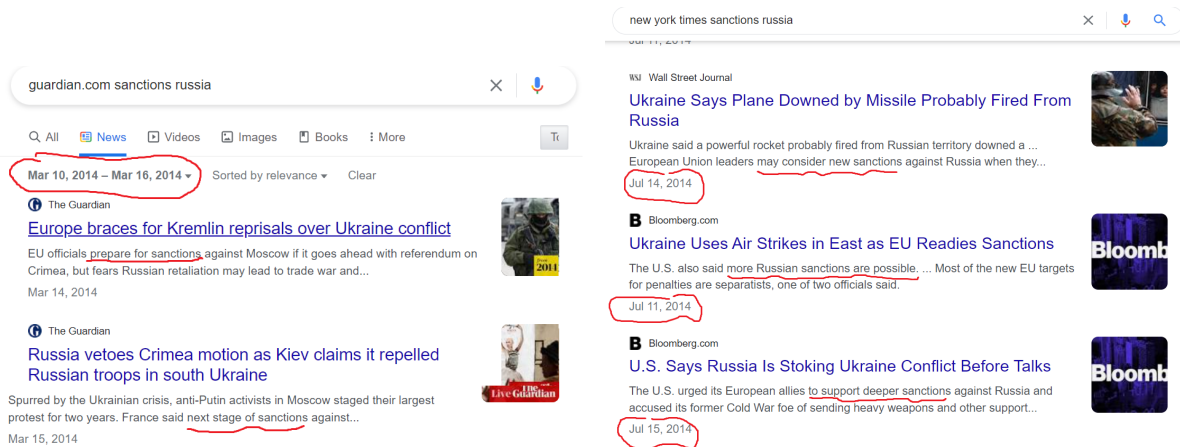 guardian.com sanctions russia
All News Videos Images Books More
Mar 10, 2014 – Mar 16, 2014 Sorted by relevance Clear
The Guardian
Europe braces for Kremlin reprisals over Ukraine conflict
EU officials prepare for sanctions against Moscow if it goes ahead with referendum on
Crimea, but fears Russian retaliation may lead to trade war and...
Mar 14, 2014
2014
The Guardian
Russia vetoes Crimea motion as Kiev claims it repelled
Russian troops in south Ukraine
Spurred by the Ukrainian crisis, anti-Putin activists in Moscow staged their largest
protest for two years. France said next stage of sanctions against...
Mar 15, 2014
The
Live Guardian
new york times sanctions russia
Jul 11, 2014
WSJ Wall Street Journal
Ukraine Says Plane Downed by Missile Probably Fired From
Russia
Ukraine said a powerful rocket probably fired from Russian territory downed a ...
European Union leaders may consider new sanctions against Russia when they...
Jul 14, 2014
B Bloomberg.com
Ukraine Uses Air Strikes in East as EU Readies Sanctions
The U.S. also said more Russian sanctions are possible. ... Most of the new EU targets
for penalties are separatists, one of two officials said.
Jul 11, 2014
Bloomb
B Bloomberg.com
U.S. Says Russia Is Stoking Ukraine Conflict Before Talks
The U.S. urged its European allies to support deeper sanctions against Russia and
accused its former Cold War foe of sending heavy weapons and other support...
Jul 15, 2014
Bloomb